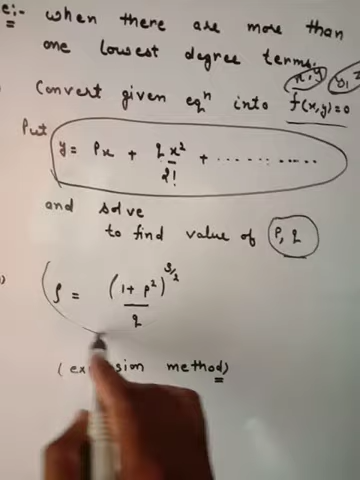 e:- when there are more than
one lowest degree terms.
x, y y, z
Convert given eqⁿ into f(x,y)=0
Put
y = Px + qx²/2! + ...........
and solve
to find value of P, q
ρ = (1+ p²)^3/2 / q
(expansion method)